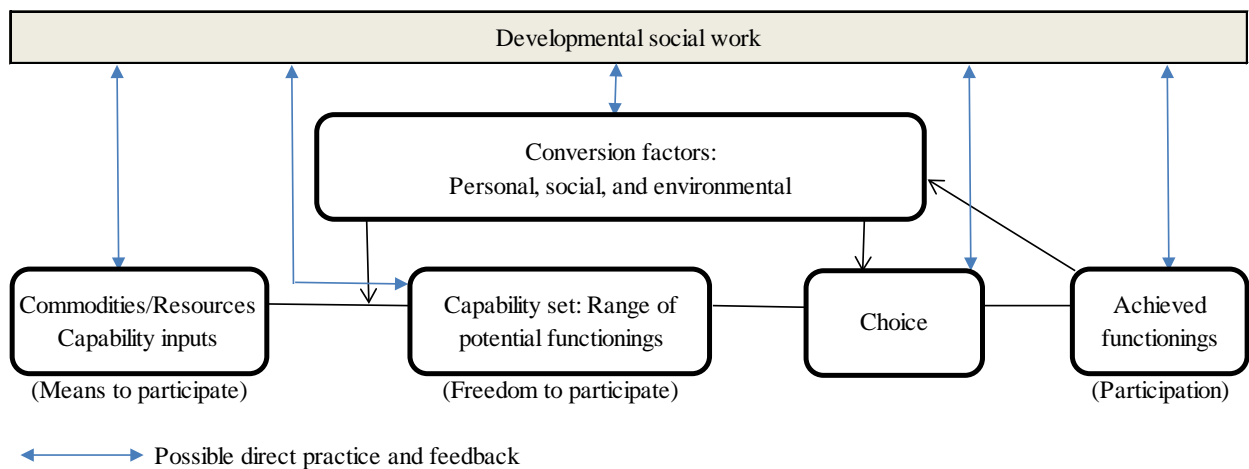 Developmental social work
Conversion factors:
Personal, social, and environmental
Commodities/Resources
Capability inputs
(Means to participate)
Capability set: Range of
potential functionings
(Freedom to participate)
Choice
Achieved
functionings
(Participation)
Possible direct practice and feedback